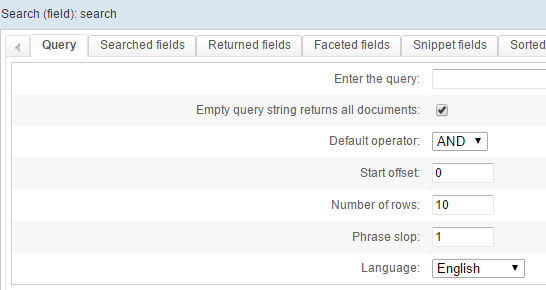 Search (field): search
Query Searched fields Returned fields Faceted fields Snippet fields Sorted
Enter the query:
Empty query string returns all documents:
Default operator: AND
Start offset: 0
Number of rows: 10
Phrase slop: 1
Language: English